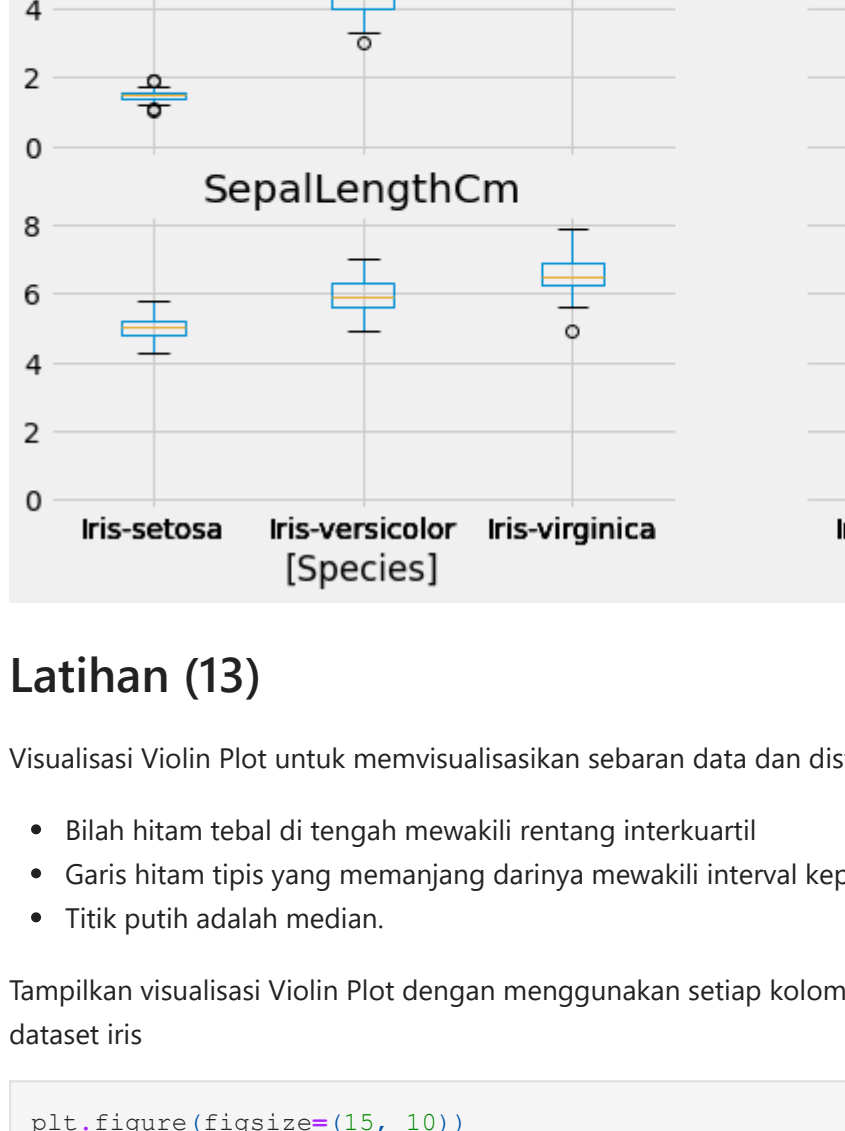 4
2
0
SepalLengthCm
8
6
4
2
0
Iris-setosa Iris-versicolor Iris-virginica
[Species]
Latihan (13)
Visualisasi Violin Plot untuk memvisualisasikan sebaran data dan
Bilah hitam tebal di tengah mewakili rentang interkuartil
Garis hitam tipis yang memanjang darinya mewakili interval
Titik putih adalah median.
Tampilkan visualisasi Violin Plot dengan menggunakan setiap kolom
dataset iris
plt.figure(figsize=(15, 10))